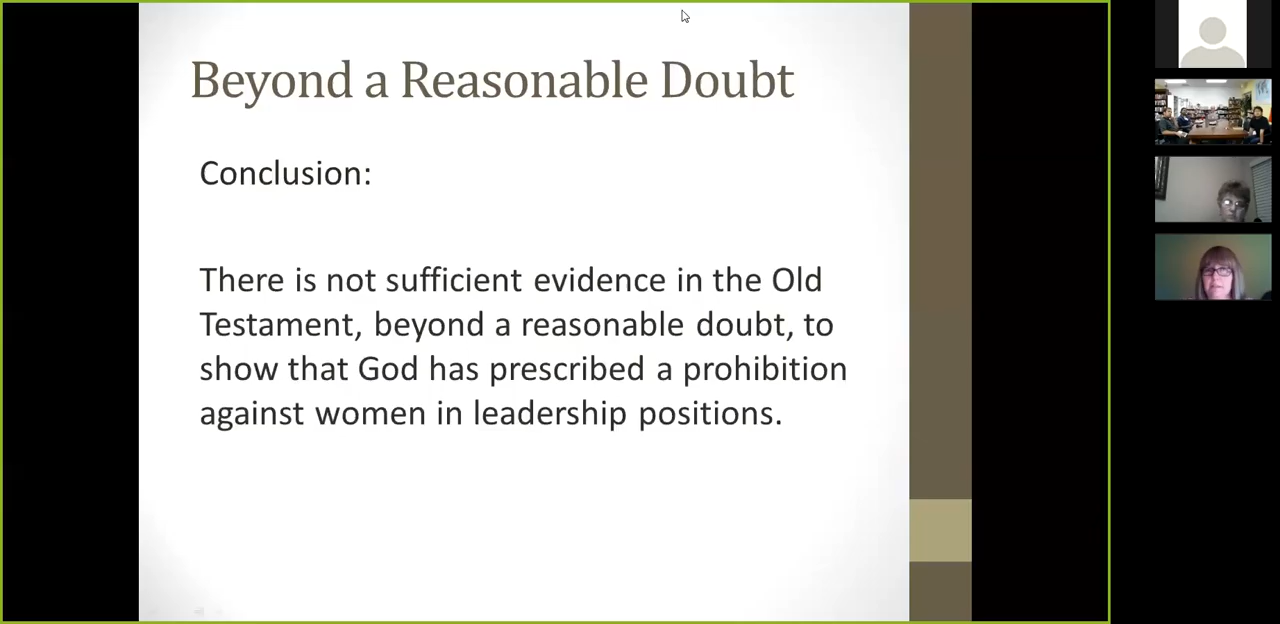 Beyond a Reasonable Doubt
Conclusion:
There is not sufficient evidence in the Old
Testament, beyond a reasonable doubt, to
show that God has prescribed a prohibition
against women in leadership positions.